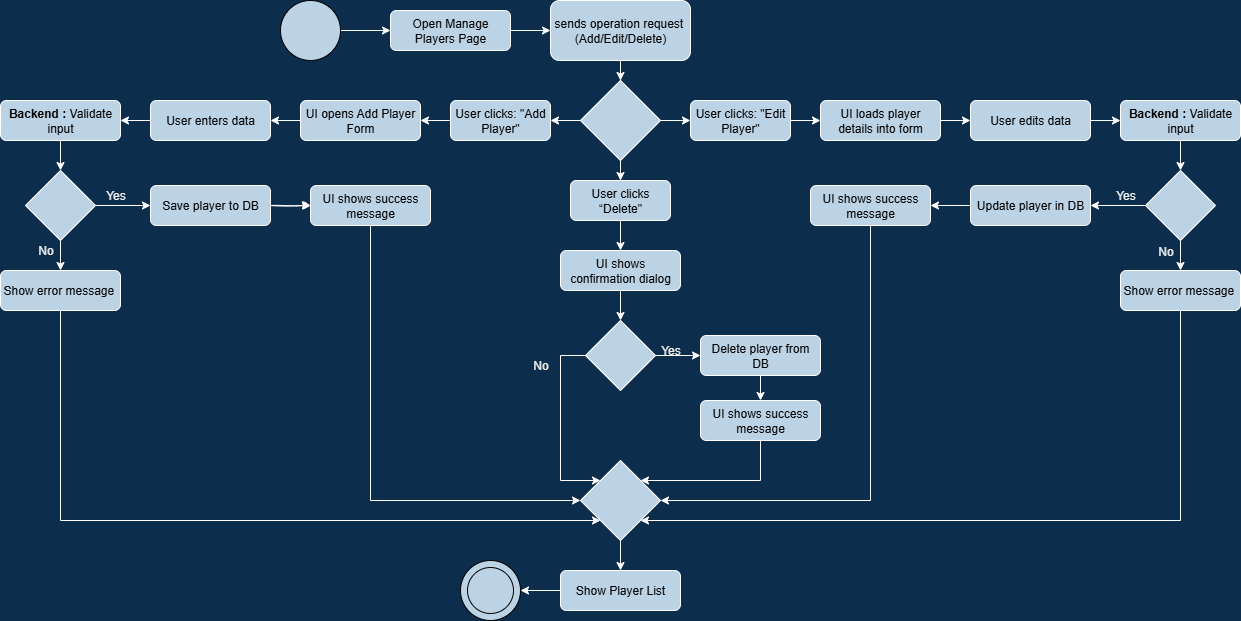 Open Manage
Players Page
sends operation request
(Add/Edit/Delete)
Backend : Validate
input
User enters data
UI opens Add Player
Form
User clicks: "Add
Player"
User clicks: "Edit
Player"
UI loads player
details into form
User edits data
Backend : Validate
input
Yes
Save player to DB
UI shows success
message
User clicks
“Delete"
UI shows success
message
Update player in DB
Yes
No
No
UI shows
confirmation dialog
Show error message
Show error message
No
Yes
Delete player from
DB
UI shows success
message
Show Player List